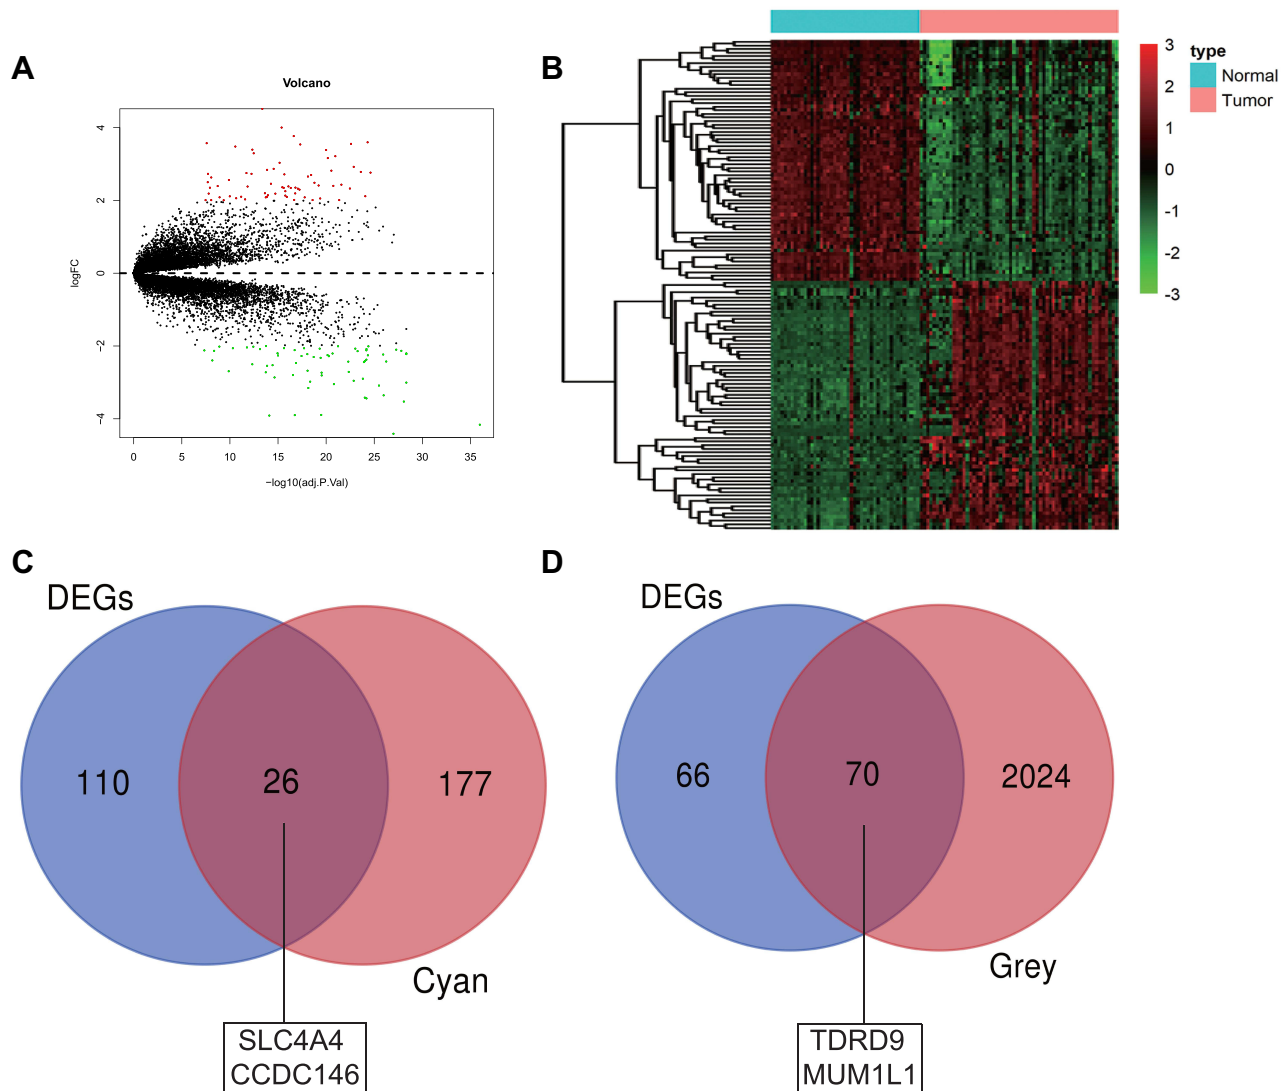 A
Volcano
4
2
0
−2
−4
logFC
0 5 10 15 20 25 30 35
−log10(adj.P.Val)
B
3
2
1
0
-1
-2
-3
type
Normal
Tumor
C
DEGs
110
26
177
Cyan
SLC4A4
CCDC146
D
DEGs
66
70
2024
Grey
TDRD9
MUM1L1